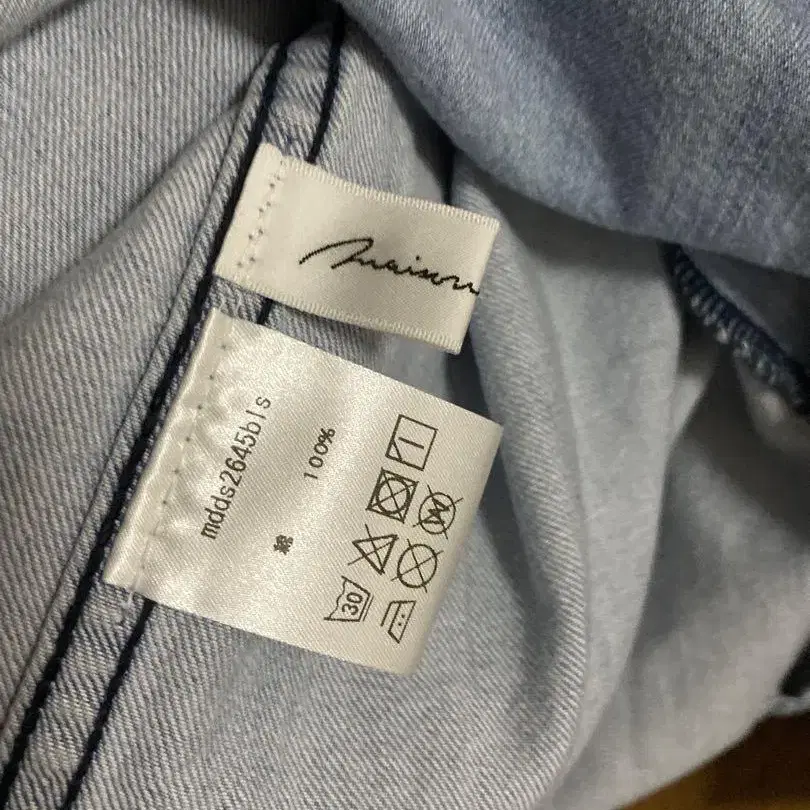 maison
mdds2645bls
綿 100%
30
W